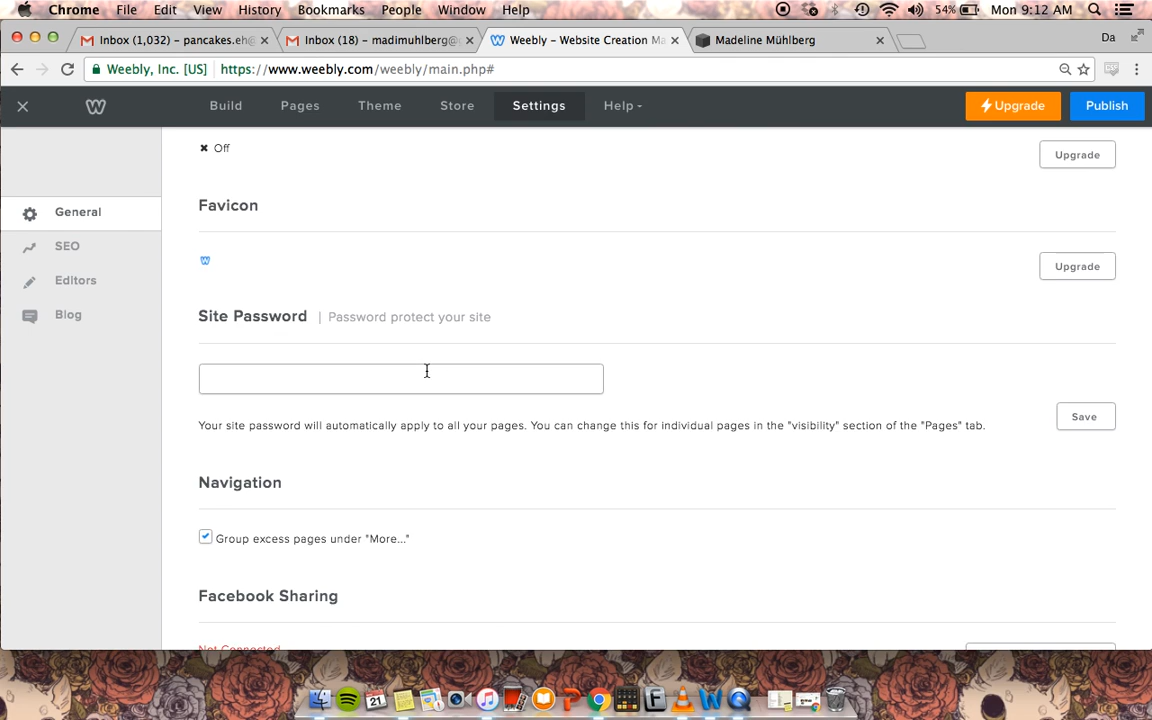 Chrome File Edit View History Bookmarks People Window Help 54% Mon 9:12 AM
Inbox (1,032) - pancakes.eh@ Inbox (18) - madimuhlberg@ Weebly - Website Creation Ma Madeline Mühlberg Da
Weebly, Inc. [US] https://www.weebly.com/weebly/main.php#
Build Pages Theme Store Settings Help Upgrade Publish
Off
Upgrade
General
Favicon
SEO
Upgrade
Editors
Blog
Site Password | Password protect your site
Save
Your site password will automatically apply to all your pages. You can change this for individual pages in the "visibility" section of the "Pages" tab.
Navigation
Group excess pages under "More..."
Facebook Sharing
Not Connected